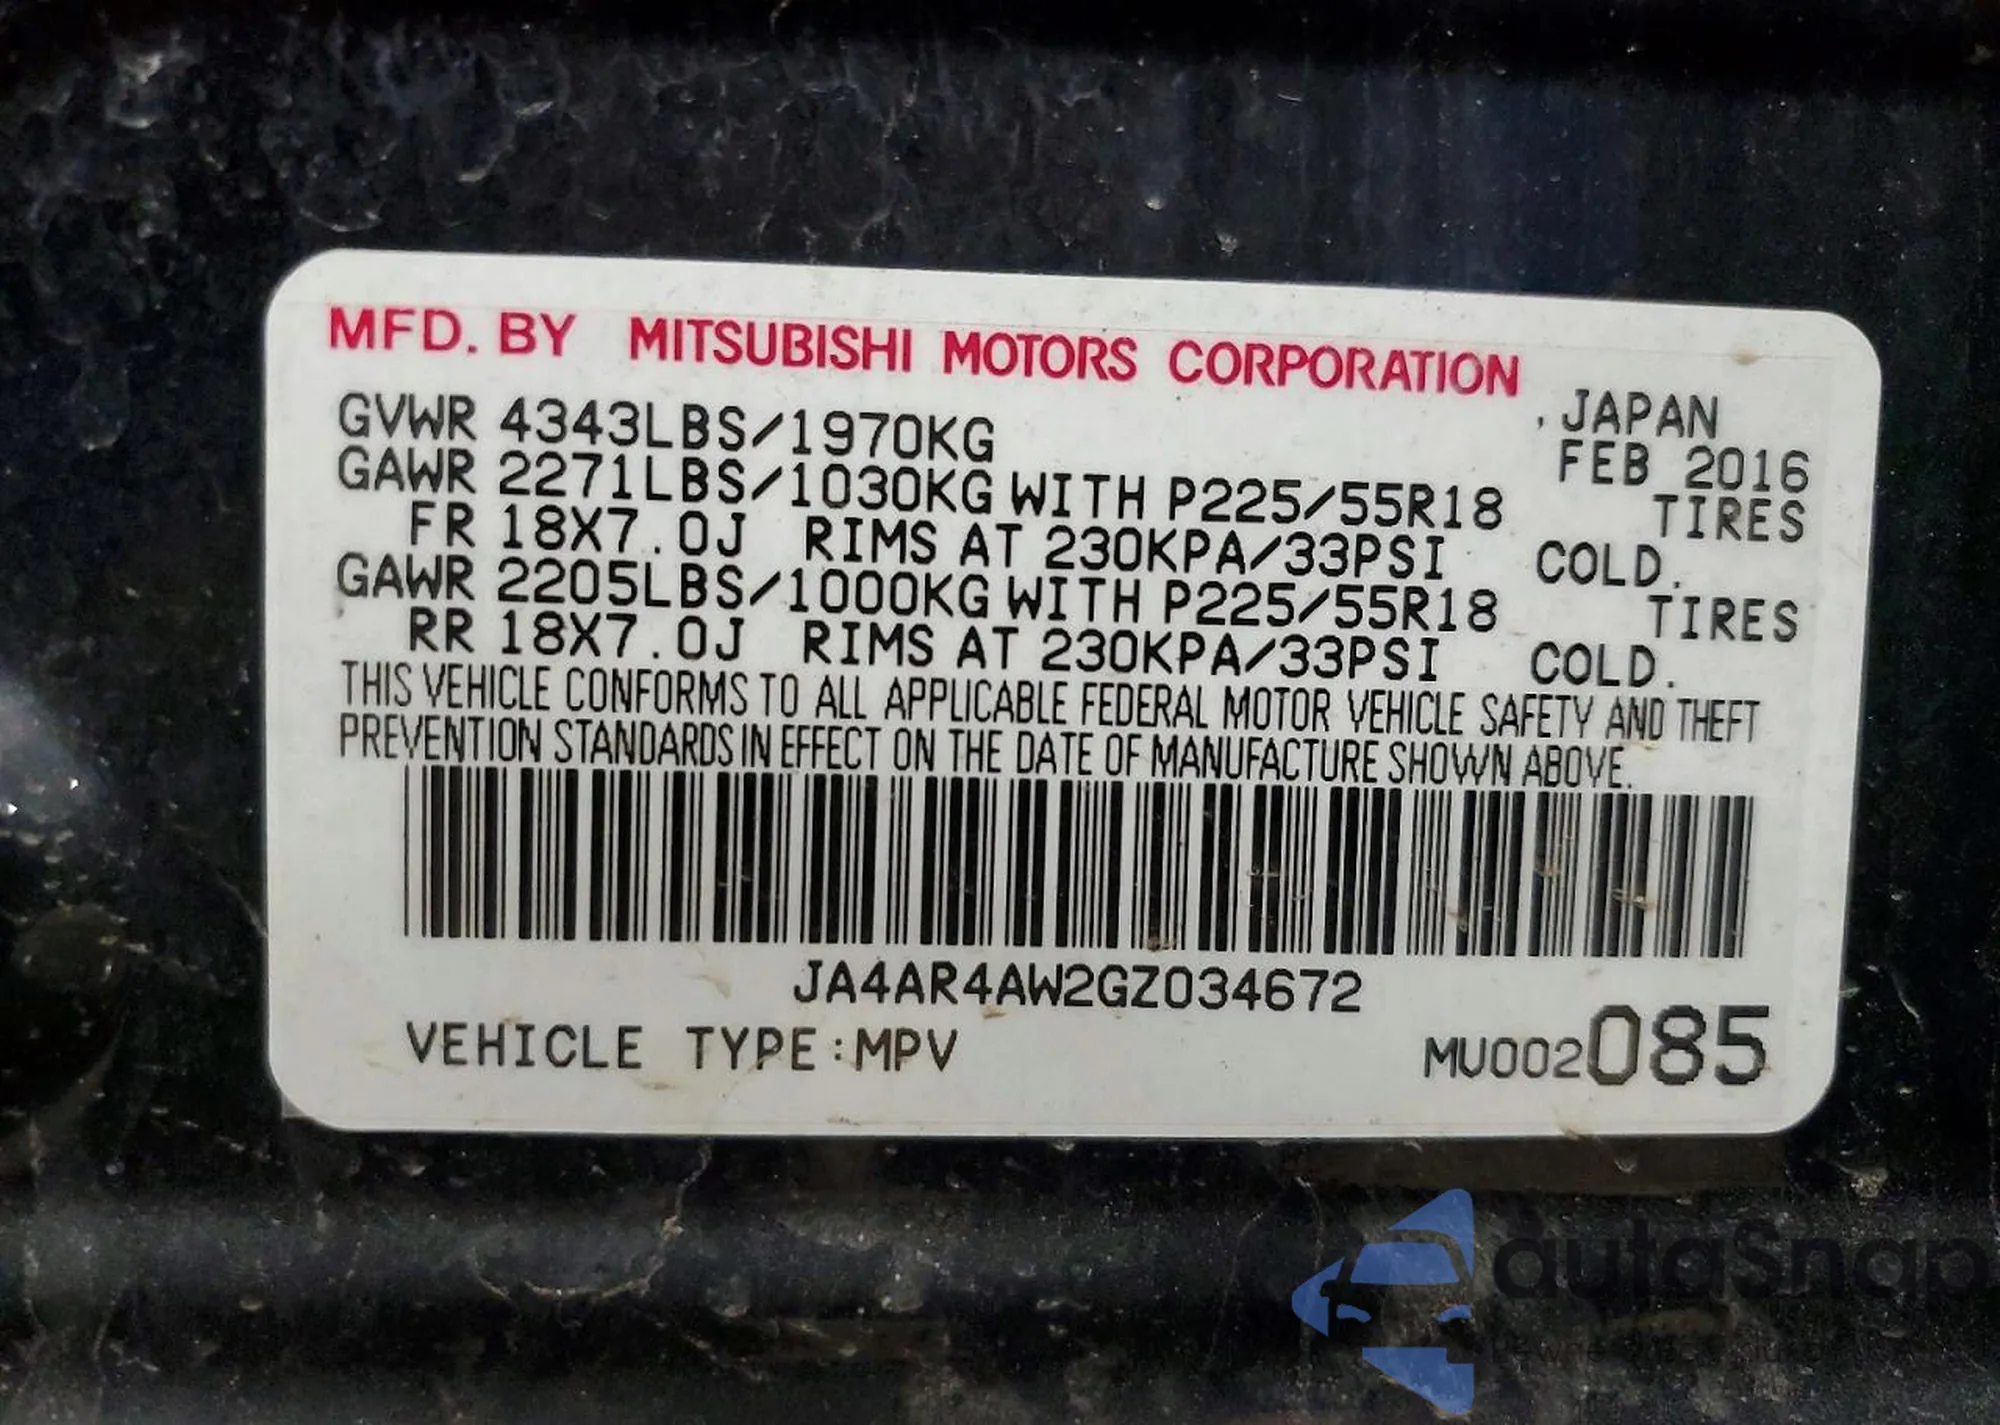 MFD. BY MITSUBISHI MOTORS CORPORATION
, JAPAN
GVWR 4343LBS/1970KG FEB 2016
GAWR 2271LBS/1030KG WITH P225/55R18 TIRES
FR 18X7.0J RIMS AT 230KPA/33PSI COLD.
GAWR 2205LBS/1000KG WITH P225/55R18 TIRES
RR 18X7.0J RIMS AT 230KPA/33PSI COLD.
THIS VEHICLE CONFORMS TO ALL APPLICABLE FEDERAL MOTOR VEHICLE SAFETY AND THEFT
PREVENTION STANDARDS IN EFFECT ON THE DATE OF MANUFACTURE SHOWN ABOVE.
JA4AR4AW2GZ034672
VEHICLE TYPE:MPV MU002085
autaSnap